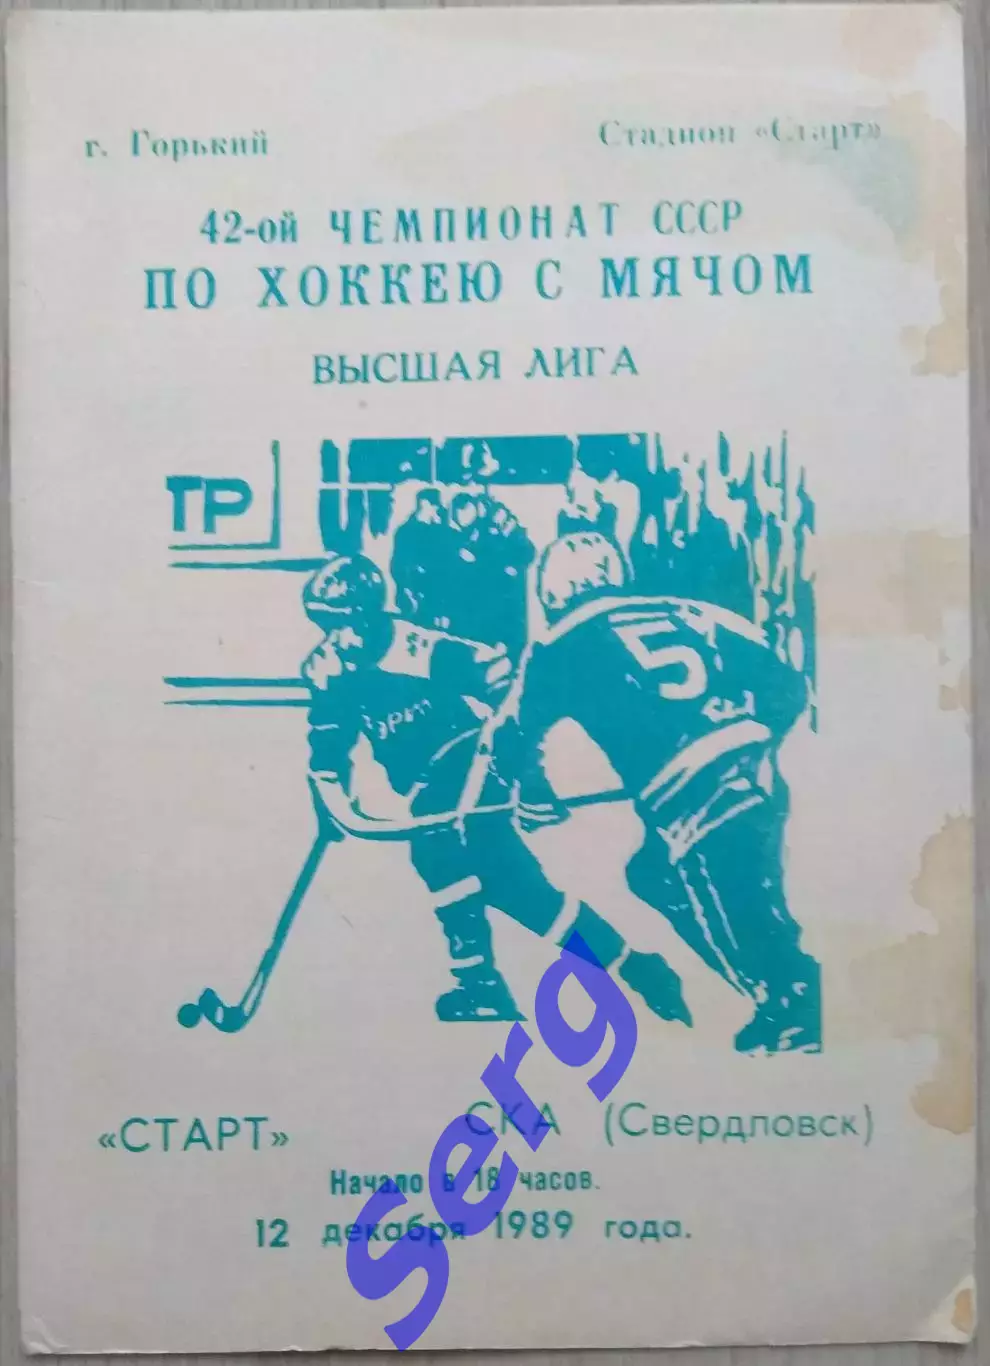 г. Горький Стадион «Старт»
42-ой ЧЕМПИОНАТ СССР
ПО ХОККЕЮ С МЯЧОМ
ВЫСШАЯ ЛИГА
ТР
5
«СТАРТ» СКА (Свердловск)
Начало в 18 часов.
12 декабря 1989 года.
Serg